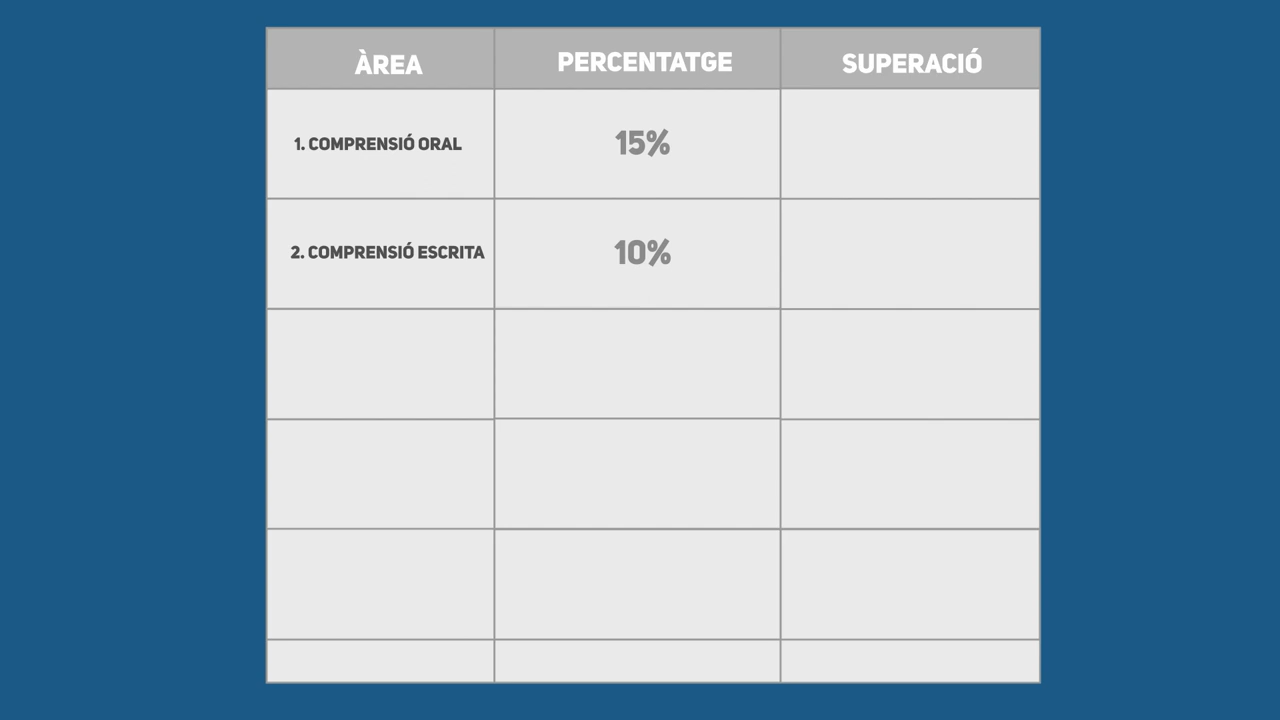 ÀREA PERCENTATGE SUPERACIÓ
1. COMPRENSIÓ ORAL 15%
2. COMPRENSIÓ ESCRITA 10%